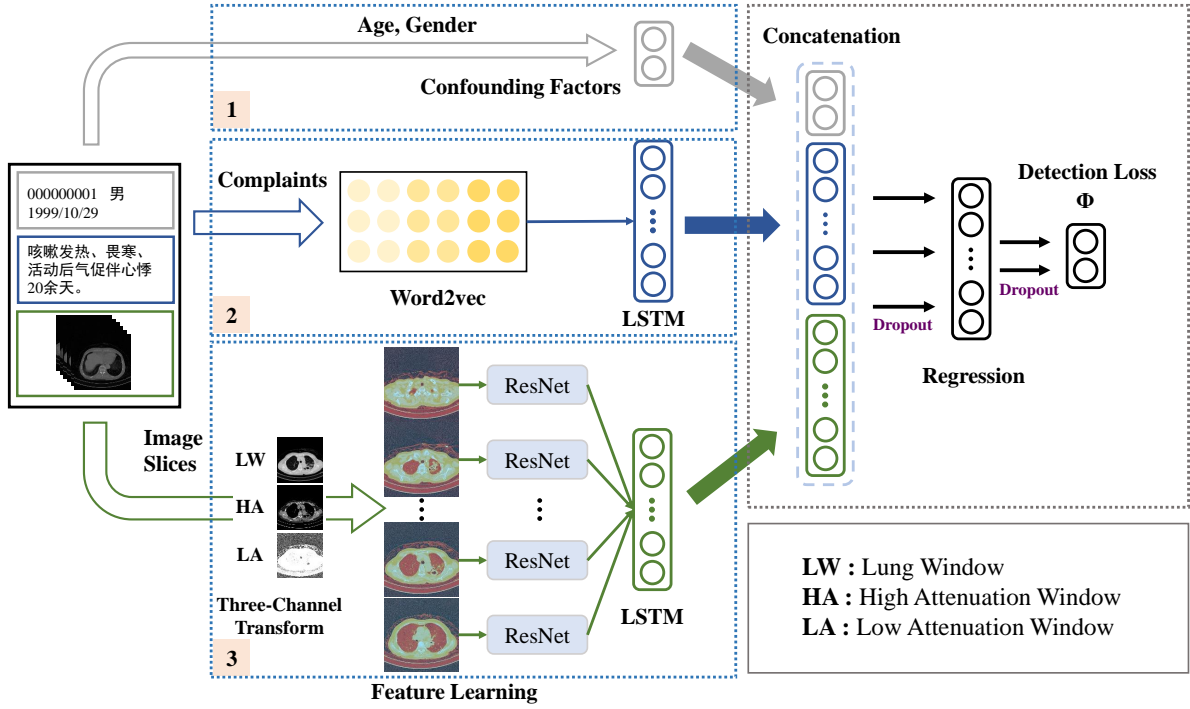 Age, Gender
Confounding Factors
1
000000001 男
1999/10/29
咳嗽发热、畏寒、
活动后气促伴心悸
20余天。
Complaints
Word2vec
LSTM
2
Image
Slices
LW
HA
LA
Three-Channel
Transform
ResNet
ResNet
ResNet
ResNet
LSTM
3
Feature Learning
Concatenation
Dropout
Regression
Dropout
Detection Loss
Φ
LW : Lung Window
HA : High Attenuation Window
LA : Low Attenuation Window